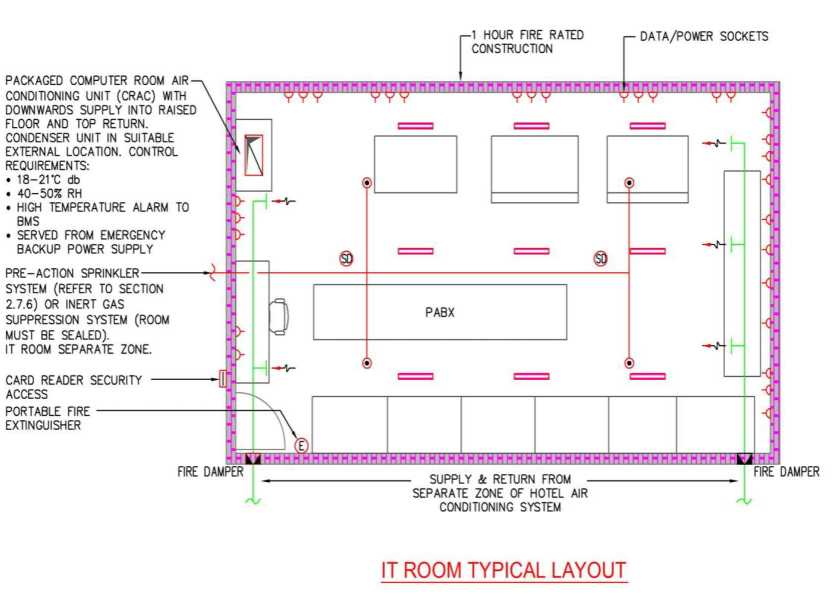 1 HOUR FIRE RATED
CONSTRUCTION
DATA/POWER SOCKETS
PACKAGED COMPUTER ROOM AIR
CONDITIONING UNIT (CRAC) WITH
DOWNWARDS SUPPLY INTO RAISED
FLOOR AND TOP RETURN.
CONDENSER UNIT IN SUITABLE
EXTERNAL LOCATION. CONTROL
REQUIREMENTS:
• 18–21°C db
• 40–50% RH
• HIGH TEMPERATURE ALARM TO
BMS
• SERVED FROM EMERGENCY
BACKUP POWER SUPPLY
SD
SD
PRE–ACTION SPRINKLER
SYSTEM (REFER TO SECTION
2.7.6) OR INERT GAS
SUPPRESSION SYSTEM (ROOM
MUST BE SEALED).
IT ROOM SEPARATE ZONE.
PABX
CARD READER SECURITY
ACCESS
PORTABLE FIRE
EXTINGUISHER
E
FIRE DAMPER
FIRE DAMPER
SUPPLY & RETURN FROM
SEPARATE ZONE OF HOTEL AIR
CONDITIONING SYSTEM
IT ROOM TYPICAL LAYOUT